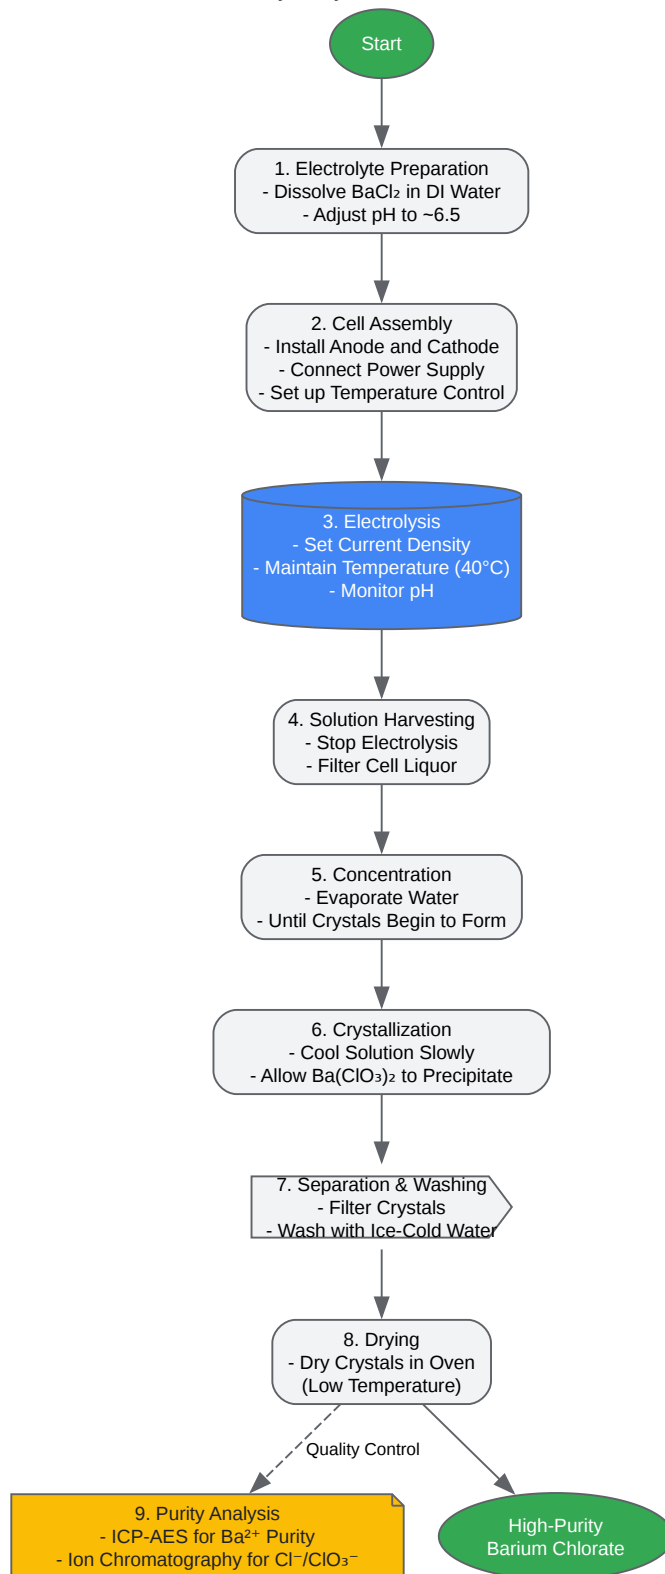 Start
1. Electrolyte Preparation
- Dissolve BaCl₂ in DI Water
- Adjust pH to ~6.5
2. Cell Assembly
- Install Anode and Cathode
- Connect Power Supply
- Set up Temperature Control
3. Electrolysis
- Set Current Density
- Maintain Temperature (40°C)
- Monitor pH
4. Solution Harvesting
- Stop Electrolysis
- Filter Cell Liquor
5. Concentration
- Evaporate Water
- Until Crystals Begin to Form
6. Crystallization
- Cool Solution Slowly
- Allow Ba(ClO₃)₂ to Precipitate
7. Separation & Washing
- Filter Crystals
- Wash with Ice-Cold Water
8. Drying
- Dry Crystals in Oven
(Low Temperature)
Quality Control
9. Purity Analysis
- ICP-AES for Ba²⁺ Purity
- Ion Chromatography for Cl⁻/ClO₃⁻
High-Purity
Barium Chlorate